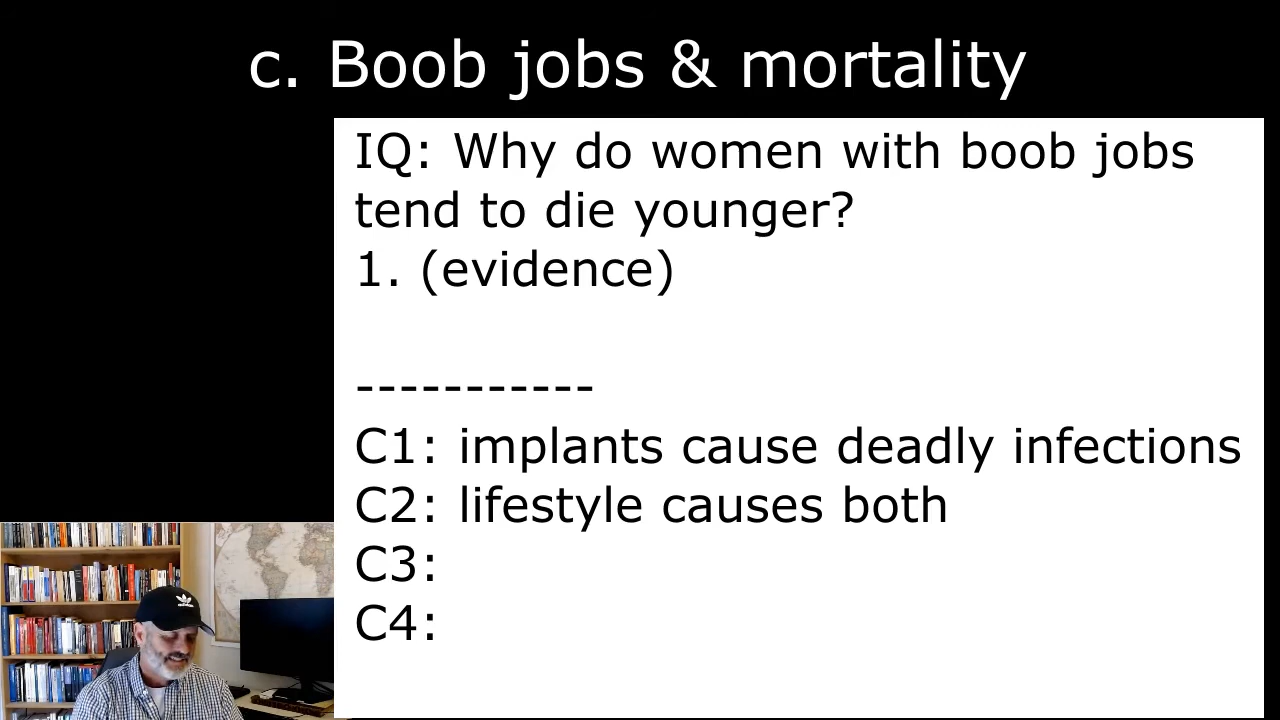 c. Boob jobs & mortality
IQ: Why do women with boob jobs
tend to die younger?
1. (evidence)
-----------
C1: implants cause deadly infections
C2: lifestyle causes both
C3:
C4: